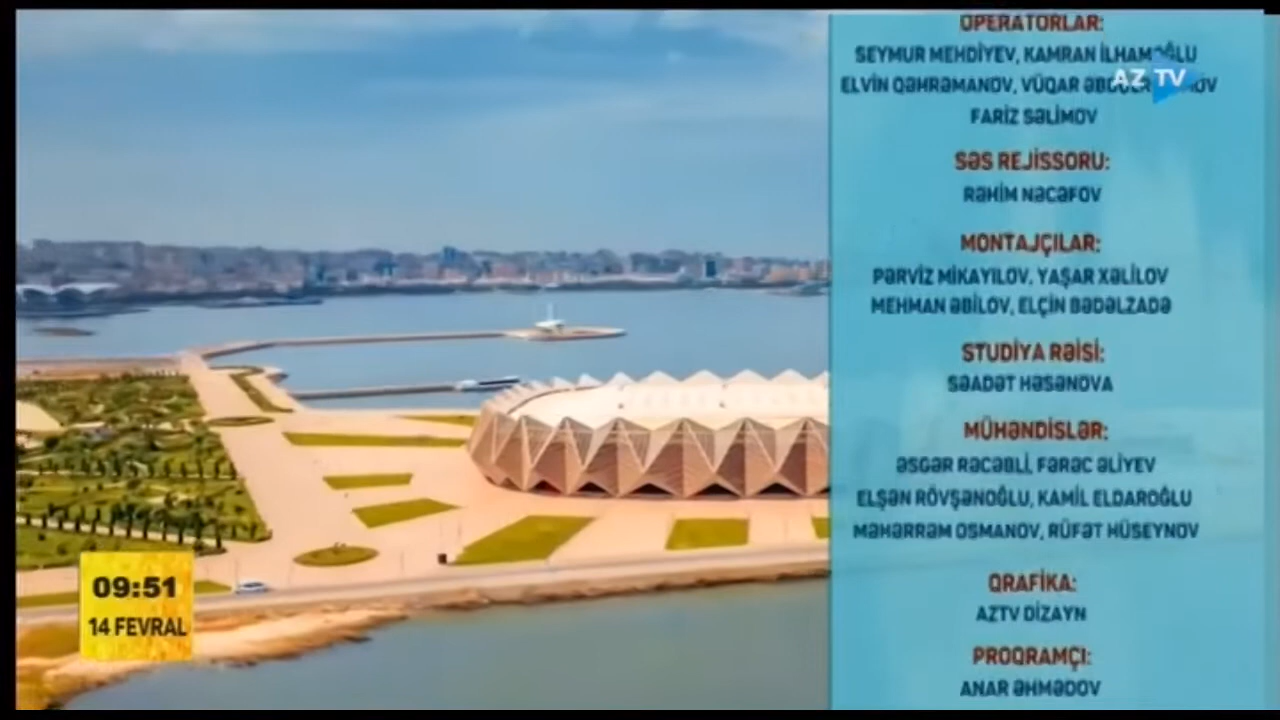 OPERATORLAR:
SEYMUR MEHDİYEV, KAMRAN İLHAMOĞLU
ELVİN QƏHRƏMANOV, VÜQAR
FARİZ SƏLİMOV
SƏS REJİSSORU:
RƏHİM NƏCƏFOV
MONTAJÇILAR:
PƏRVİZ MİKAYILOV, YAŞAR XƏLİLOV
MEHMAN ƏBİLOV, ELÇİN BƏDƏLZADƏ
STUDİYA RƏİSİ:
SƏADƏT HƏSƏNOVA
MÜHƏNDİSLƏR:
ƏSGƏR RƏCƏBLİ, FƏRƏC ƏLİYEV
ELŞƏN RÖVŞƏNOĞLU, KAMİL ELDAROĞLU
MƏHƏRRƏM OSMANOV, RÜFƏT HÜSEYNOV
QRAFİKA:
AZTV DİZAYN
PROQRAMÇI:
ANAR ƏHMƏDOV
AZ TV
09:51
14 FEVRAL